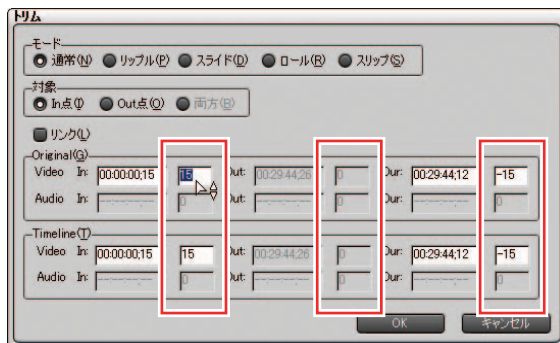 トリム
モード
通常(N) リップル(P) スライド(D) ロール(R) スリップ(S)
対象
In点(I) Out点(O) 両方(B)
リンク(L)
Original(G)
Video In: 00:00:00;15 15 Out: 00:29:44;26 0 Dur: 00:29:44;12 -15
Audio In: --:--:--;-- 0 Out: --:--:--;-- 0 Dur: --:--:--;-- 0
Timeline(T)
Video In: 00:00:00;15 15 Out: 00:29:44;26 0 Dur: 00:29:44;12 -15
Audio In: --:--:--;-- 0 Out: --:--:--;-- 0 Dur: --:--:--;-- 0
OK キャンセル